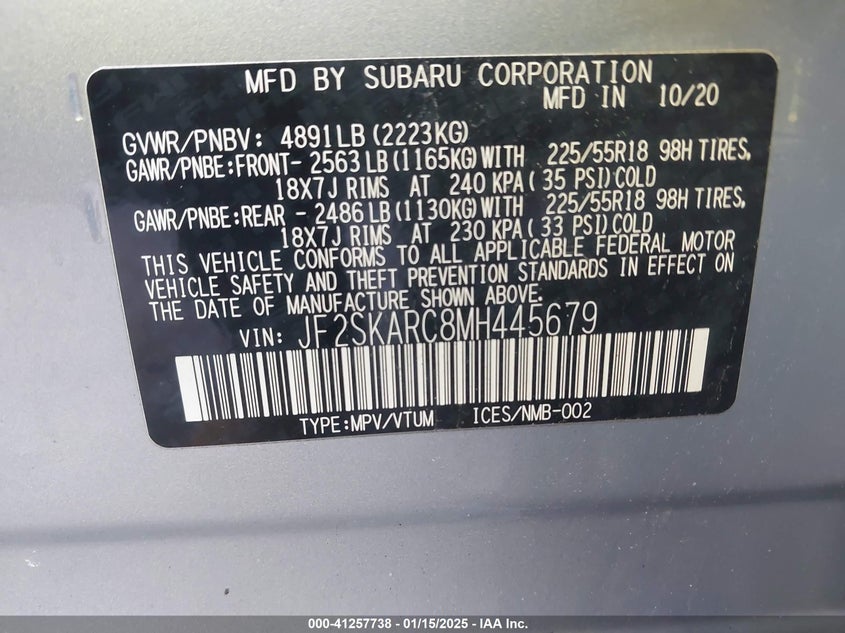 MFD BY SUBARU CORPORATION
MFD IN 10/20
GVWR/PNBV: 4891LB(2223KG)
GAWR/PNBE:FRONT- 2563LB(1165KG)WITH 225/55R18 98H TIRES,
18X7J RIMS AT 240 KPA(35 PSI)COLD
GAWR/PNBE:REAR - 2486LB(1130KG)WITH 225/55R18 98H TIRES,
18X7J RIMS AT 230 KPA(33 PSI)COLD
THIS VEHICLE CONFORMS TO ALL APPLICABLE FEDERAL MOTOR
VEHICLE SAFETY AND THEFT PREVENTION STANDARDS IN EFFECT ON
THE DATE OF MANUFACTURE SHOWN ABOVE.
VIN: JF2SKARC8MH445679
TYPE:MPV/VTUM ICES/NMB-002
000-41257738 - 01/15/2025 - IAA Inc.